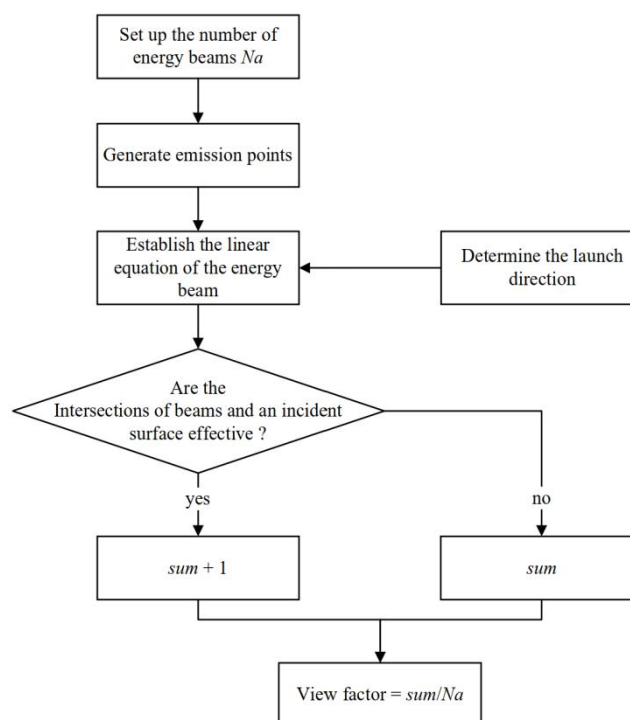 Set up the number of
energy beams Na
Generate emission points
Establish the linear
equation of the energy
beam
Determine the launch
direction
Are the
Intersections of beams and an incident
surface effective ?
yes
no
sum + 1
sum
View factor = sum/Na